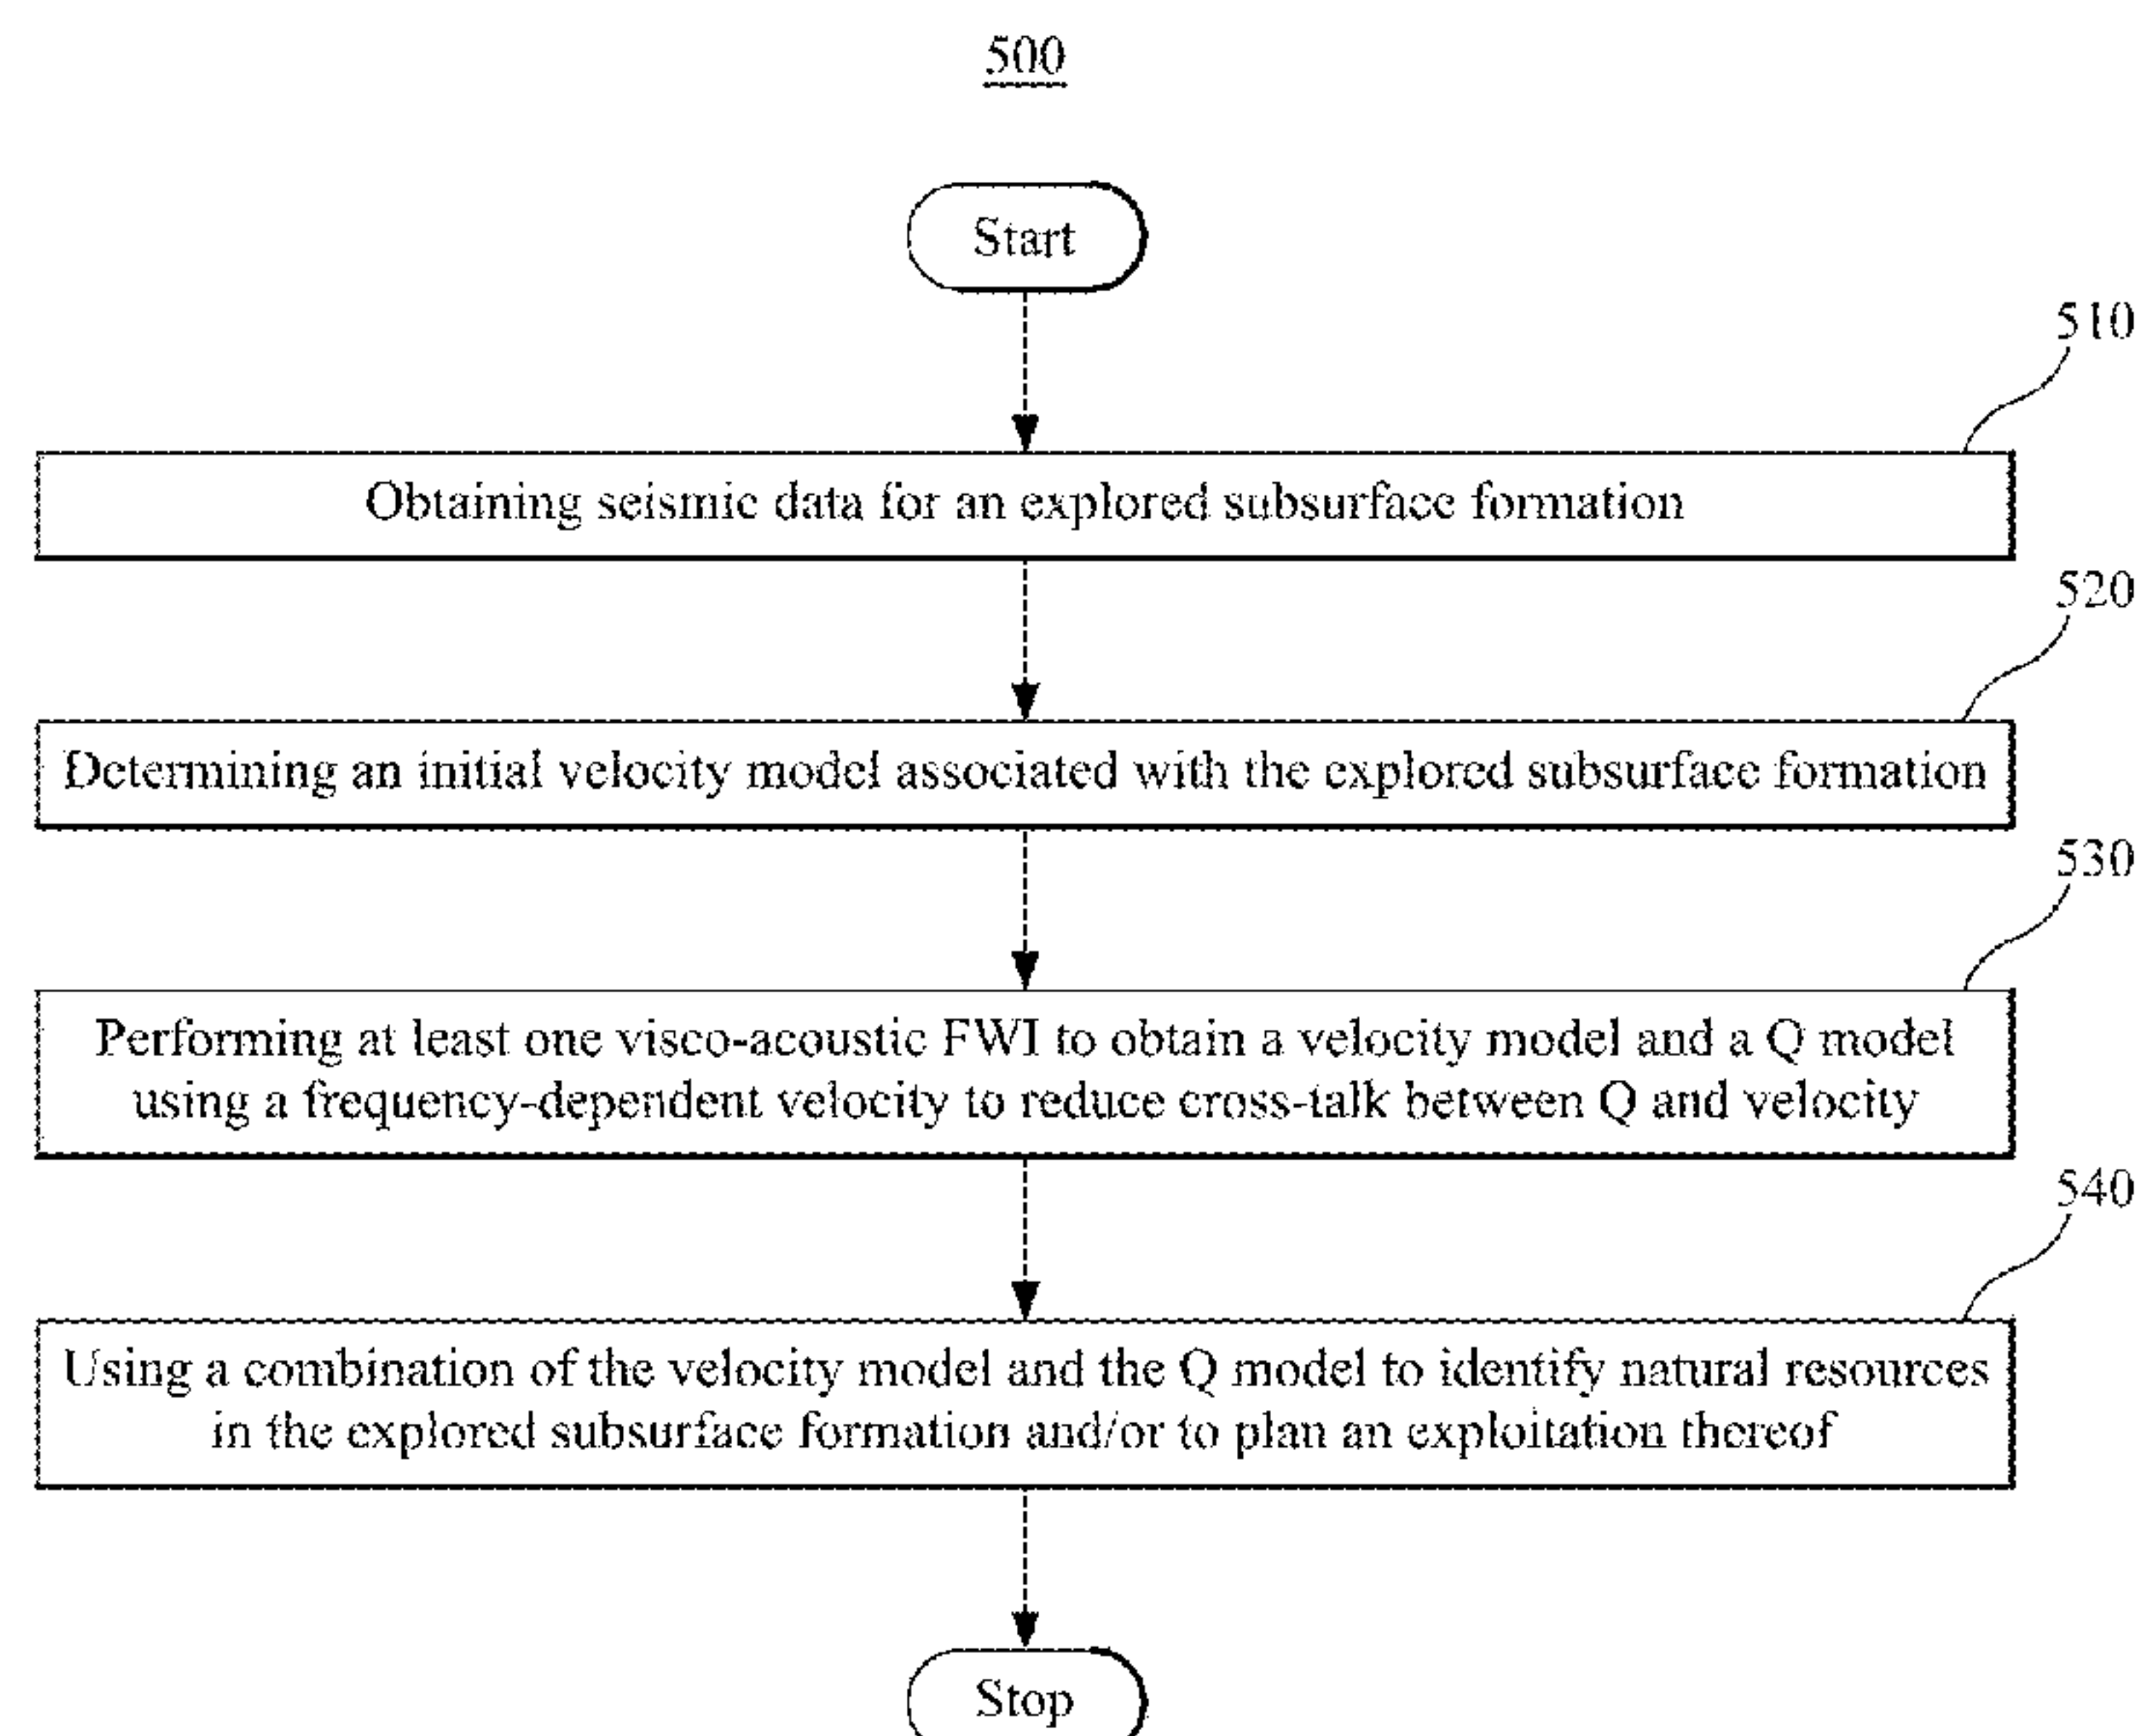 500
Start
510
Obtaining seismic data for an explored subsurface formation
520
Determining an initial velocity model associated with the explored subsurface formation
530
Performing at least one visco-acoustic FWI to obtain a velocity model and a Q model
using a frequency-dependent velocity to reduce cross-talk between Q and velocity
540
Using a combination of the velocity model and the Q model to identify natural resources
in the explored subsurface formation and/or to plan an exploitation thereof
Stop